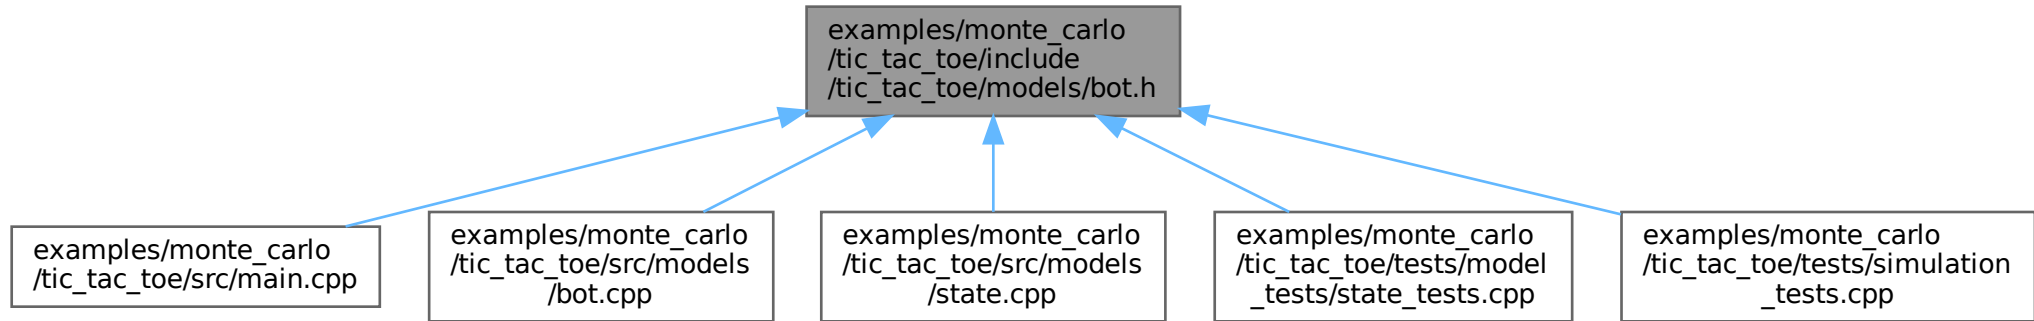 examples/monte_carlo
/tic_tac_toe/include
/tic_tac_toe/models/bot.h
examples/monte_carlo
/tic_tac_toe/src/main.cpp
examples/monte_carlo
/tic_tac_toe/src/models
/bot.cpp
examples/monte_carlo
/tic_tac_toe/src/models
/state.cpp
examples/monte_carlo
/tic_tac_toe/tests/model
_tests/state_tests.cpp
examples/monte_carlo
/tic_tac_toe/tests/simulation
_tests.cpp